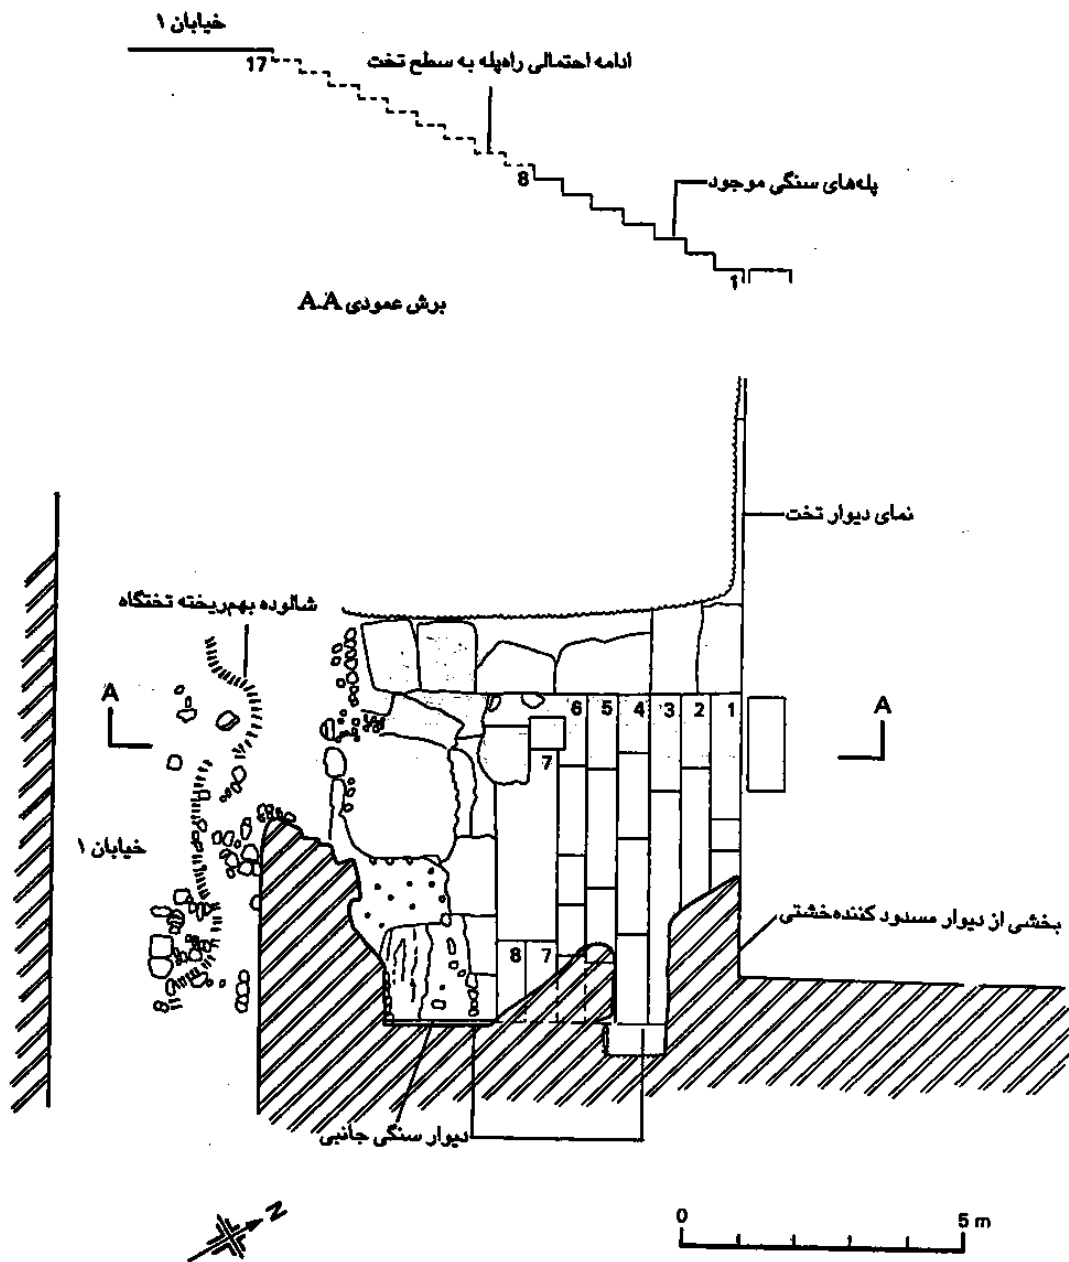 خیابان ۱
17
ادامه احتمالی راه‌پله به سطح تخت
8
پله‌های سنگی موجود
1
برش عمودی A.A
نمای دیوار تخت
شالوده بهم‌ریخته تختگاه
A
A
6 5 4 3 2 1
7
خیابان ۱
بخشی از دیوار مسدود کننده‌خشتی
8 7
دیوار سنگی جانبی
N
0 5 m